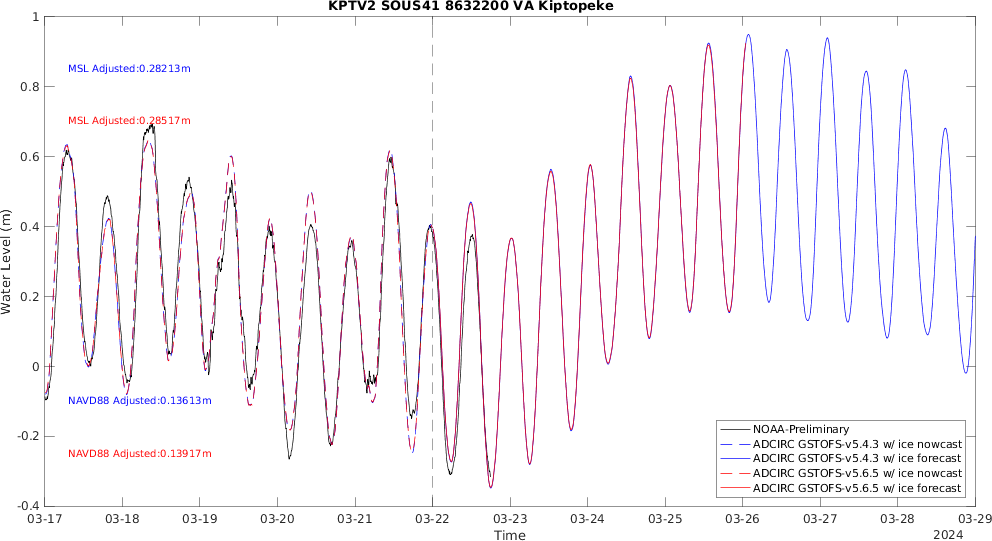 KPTV2 SOUS41 8632200 VA Kiptopeke
1
0.8
0.6
0.4
0.2
0
-0.2
-0.4
Water Level (m)
MSL Adjusted:0.28213m
MSL Adjusted:0.28517m
NAVD88 Adjusted:0.13613m
NAVD88 Adjusted:0.13917m
NOAA-Preliminary
ADCIRC GSTOFS-v5.4.3 w/ ice nowcast
ADCIRC GSTOFS-v5.4.3 w/ ice forecast
ADCIRC GSTOFS-v5.6.5 w/ ice nowcast
ADCIRC GSTOFS-v5.6.5 w/ ice forecast
03-17 03-18 03-19 03-20 03-21 03-22 03-23 03-24 03-25 03-26 03-27 03-28 03-29
Time
2024